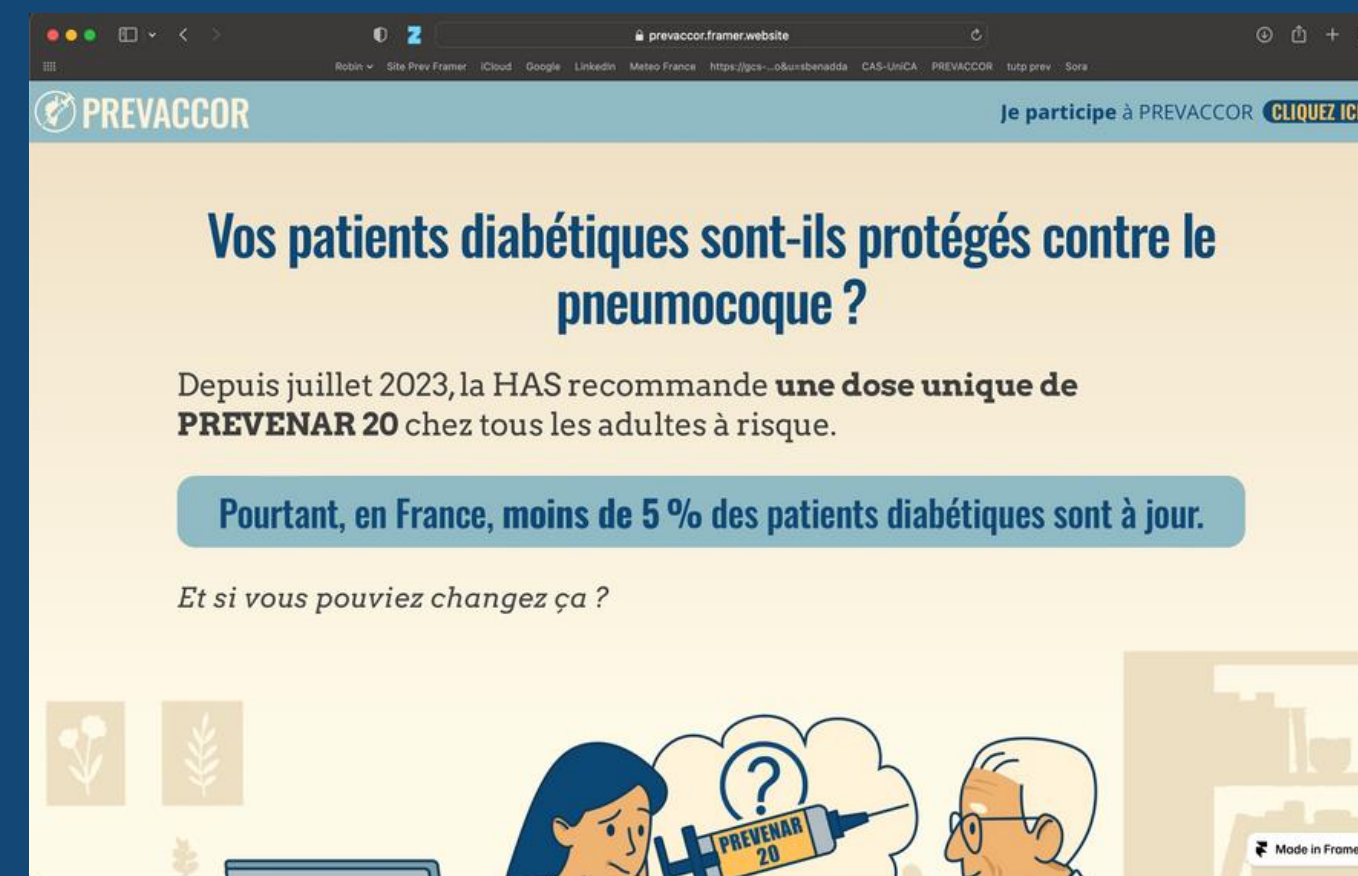 prevaccor.framer.website
Robin Site Prev Framer iCloud Google LinkedIn Meteo France https://gcs-...o&u=sbenadda CAS-UniCA PREVACCOR tutp prev Sora
PREVACCOR
Je participe à PREVACCOR CLIQUEZ ICI
Vos patients diabétiques sont-ils protégés contre le
pneumocoque ?
Depuis juillet 2023, la HAS recommande une dose unique de
PREVENAR 20 chez tous les adultes à risque.
Pourtant, en France, moins de 5 % des patients diabétiques sont à jour.
Et si vous pouviez changez ça ?
?
PREVENAR
20
Made in Frame